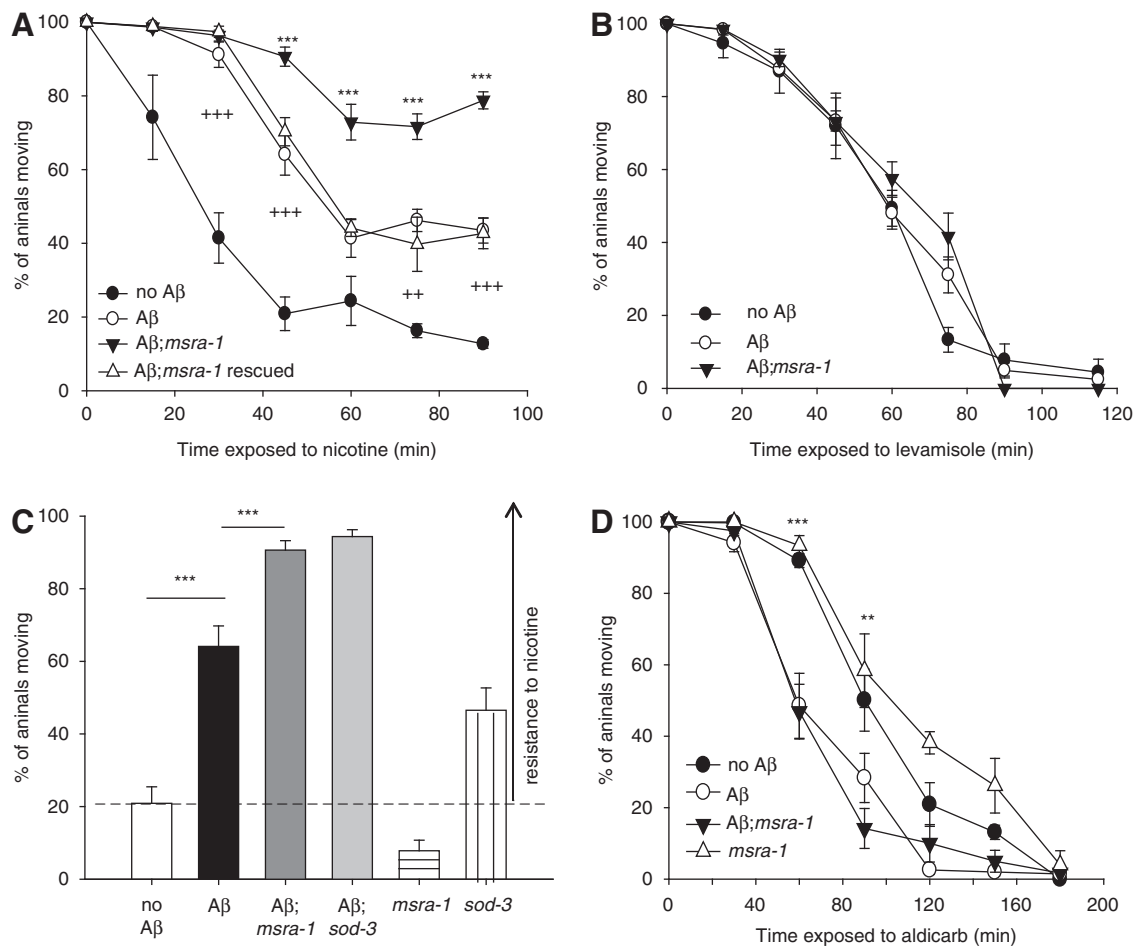 A
% of aninals moving
100
80
60
40
20
0
***
***
***
***
+++
+++
++
+++
no Aβ
Aβ
Aβ;msra-1
Aβ;msra-1 rescued
0 20 40 60 80 100
Time exposed to nicotine (min)
B
% of aninals moving
100
80
60
40
20
0
no Aβ
Aβ
Aβ;msra-1
0 20 40 60 80 100 120
Time exposed to levamisole (min)
C
% of aninals moving
100
80
60
40
20
0
***
***
resistance to nicotine
no
Aβ
Aβ
Aβ;
msra-1
Aβ;
sod-3
msra-1
sod-3
D
% of aninals moving
100
80
60
40
20
0
***
**
no Aβ
Aβ
Aβ;msra-1
msra-1
0 40 80 120 160 200
Time exposed to aldicarb (min)